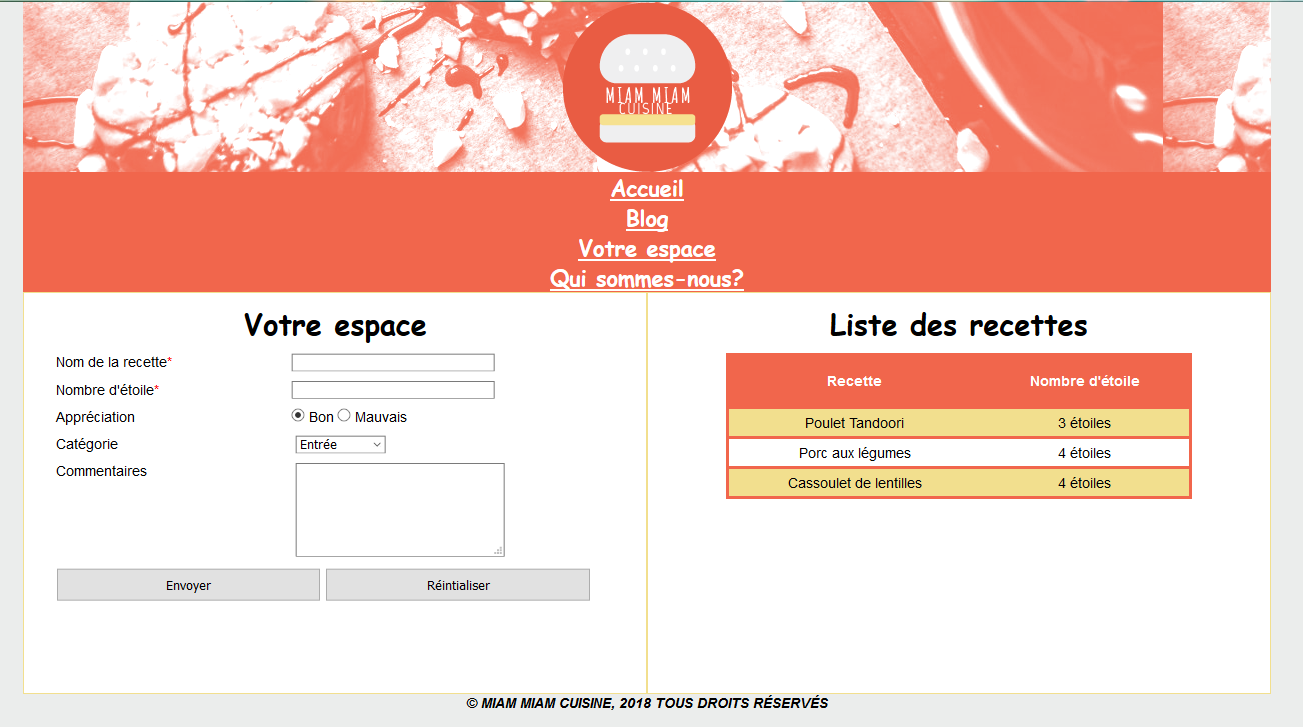 MIAM MIAM
CUISINE
Accueil
Blog
Votre espace
Qui sommes-nous?
Votre espace
Nom de la recette*
Nombre d'étoile*
Appréciation Bon Mauvais
Catégorie Entrée
Commentaires
Envoyer Réintialiser
Liste des recettes
Recette Nombre d'étoile
Poulet Tandoori 3 étoiles
Porc aux légumes 4 étoiles
Cassoulet de lentilles 4 étoiles
© MIAM MIAM CUISINE, 2018 TOUS DROITS RÉSERVÉS